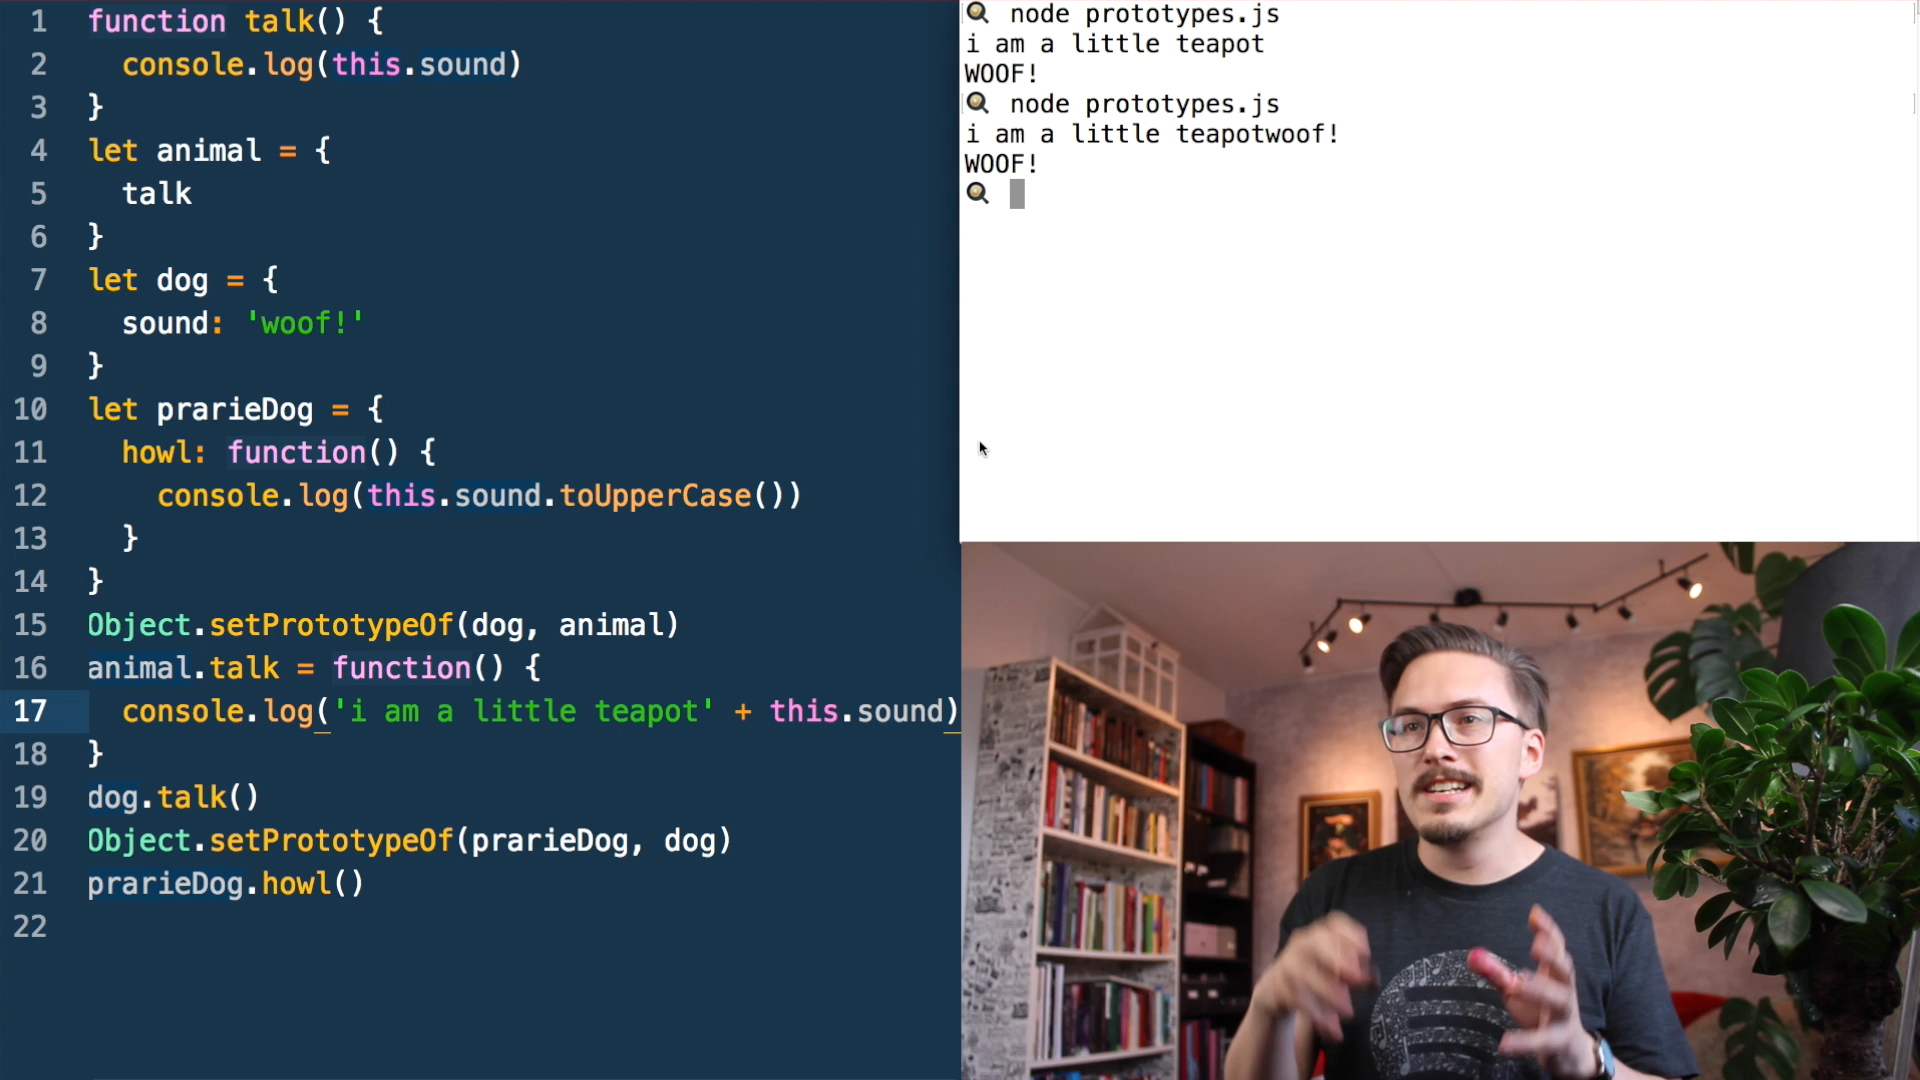 1 function talk() {
2 console.log(this.sound)
3 }
4 let animal = {
5 talk
6 }
7 let dog = {
8 sound: 'woof!'
9 }
10 let prarieDog = {
11 howl: function() {
12 console.log(this.sound.toUpperCase())
13 }
14 }
15 Object.setPrototypeOf(dog, animal)
16 animal.talk = function() {
17 console.log('i am a little teapot' + this.sound)
18 }
19 dog.talk()
20 Object.setPrototypeOf(prarieDog, dog)
21 prarieDog.howl()
22
node prototypes.js
i am a little teapot
WOOF!
node prototypes.js
i am a little teapotwoof!
WOOF!